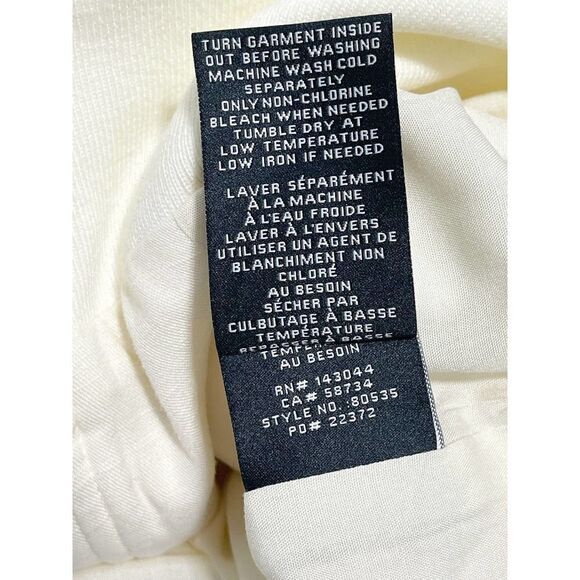 TURN GARMENT INSIDE
OUT BEFORE WASHING
MACHINE WASH COLD
SEPARATELY
ONLY NON-CHLORINE
BLEACH WHEN NEEDED
TUMBLE DRY AT
LOW TEMPERATURE
LOW IRON IF NEEDED
LAVER SÉPARÉMENT
À LA MACHINE
À L'EAU FROIDE
LAVER À L'ENVERS
UTILISER UN AGENT DE
BLANCHIMENT NON
CHLORÉ
AU BESOIN
SÉCHER PAR
CULBUTAGE À BASSE
TEMPÉRATURE
REPASSER À BASSE
AU BESOIN
RN# 143044
CA# 58734
STYLE NO. :80535
PO# 22372